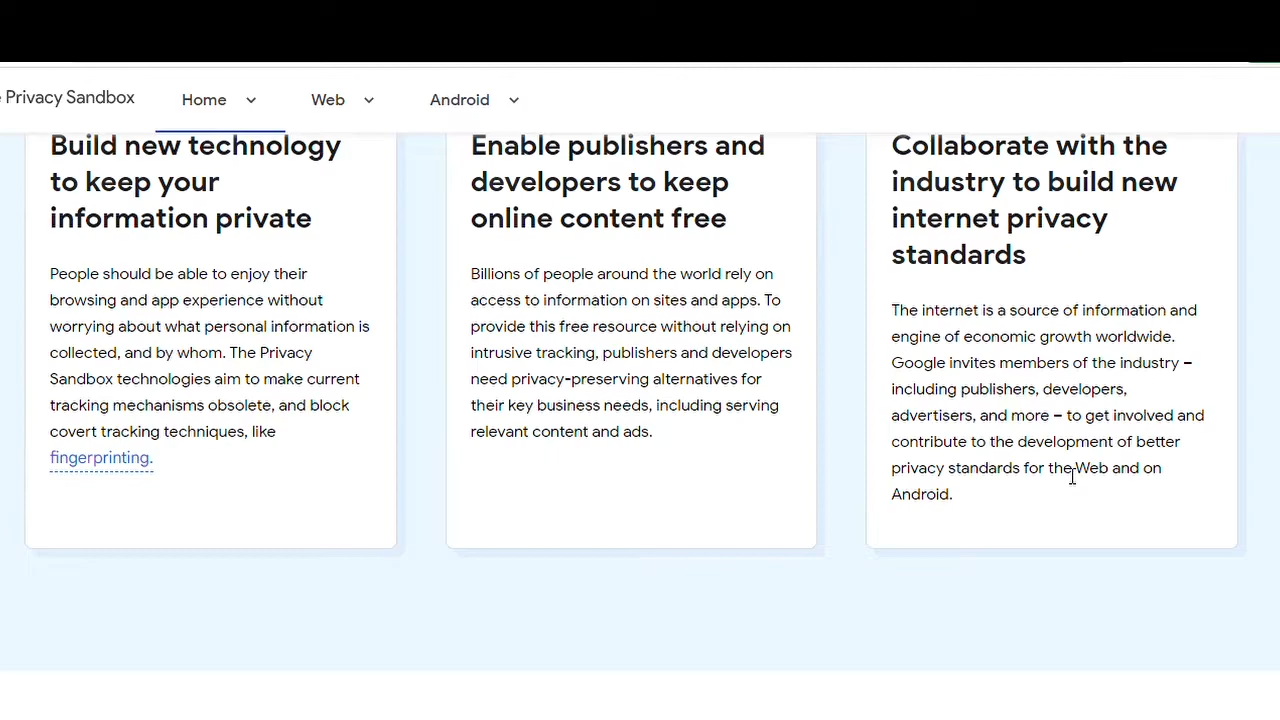 Privacy Sandbox
Home
Web
Android
Build new technology
to keep your
information private
People should be able to enjoy their
browsing and app experience without
worrying about what personal information is
collected, and by whom. The Privacy
Sandbox technologies aim to make current
tracking mechanisms obsolete, and block
covert tracking techniques, like
fingerprinting.
Enable publishers and
developers to keep
online content free
Billions of people around the world rely on
access to information on sites and apps. To
provide this free resource without relying on
intrusive tracking, publishers and developers
need privacy-preserving alternatives for
their key business needs, including serving
relevant content and ads.
Collaborate with the
industry to build new
internet privacy
standards
The internet is a source of information and
engine of economic growth worldwide.
Google invites members of the industry –
including publishers, developers,
advertisers, and more – to get involved and
contribute to the development of better
privacy standards for the Web and on
Android.